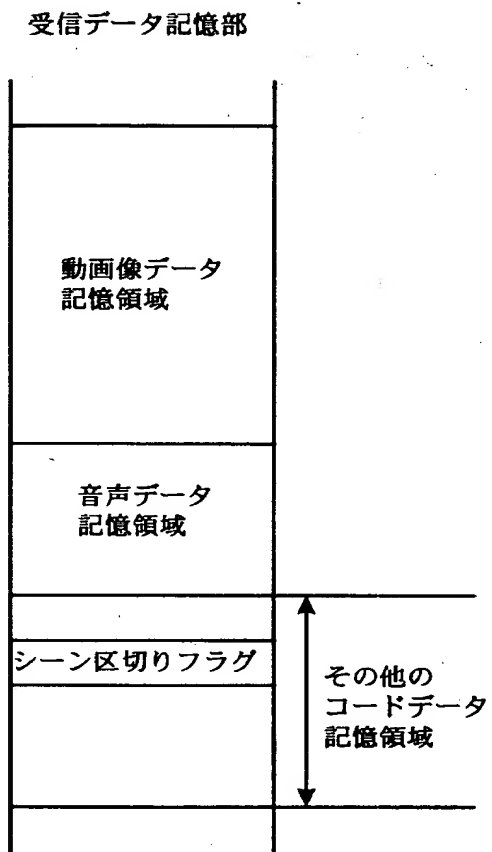 受信データ記憶部
動画像データ
記憶領域
音声データ
記憶領域
シーン区切りフラグ
その他の
コードデータ
記憶領域